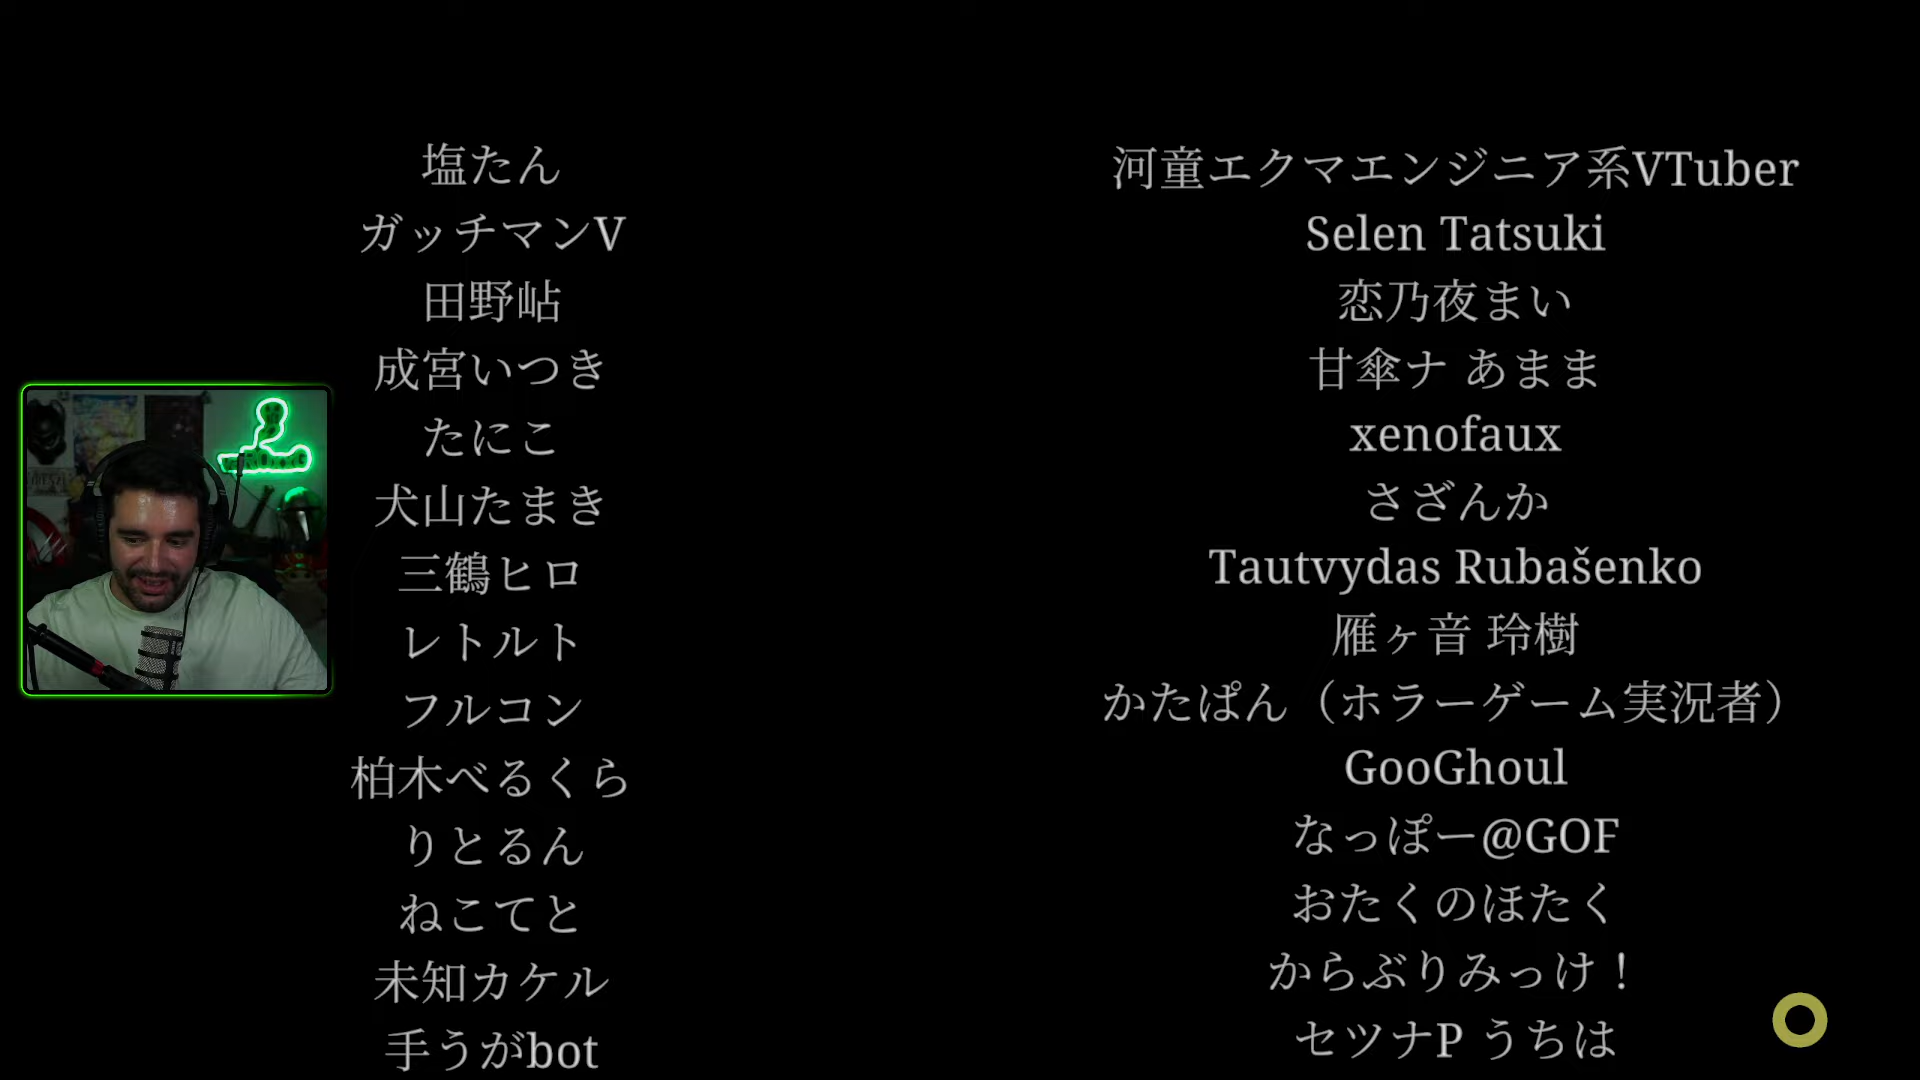 塩たん
ガッチマンV
田野岾
成宮いつき
たにこ
犬山たまき
三鶴ヒロ
レトルト
フルコン
柏木べるくら
りとるん
ねこてと
未知カケル
手うがbot
河童エクマエンジニア系VTuber
Selen Tatsuki
恋乃夜まい
甘傘ナ あまま
xenofaux
さざんか
Tautvydas Rubašenko
雁ヶ音 玲樹
かたぱん（ホラーゲーム実況者）
GooGhoul
なっぽー@GOF
おたくのほたく
からぶりみっけ！
セツナP うちは